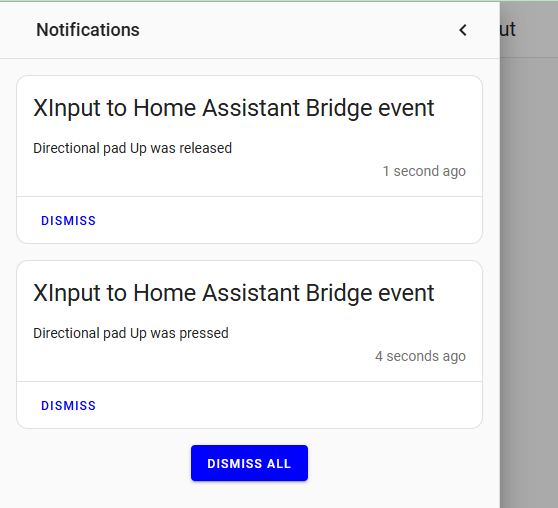 Notifications
ut
XInput to Home Assistant Bridge event
Directional pad Up was released
1 second ago
DISMISS
XInput to Home Assistant Bridge event
Directional pad Up was pressed
4 seconds ago
DISMISS
DISMISS ALL